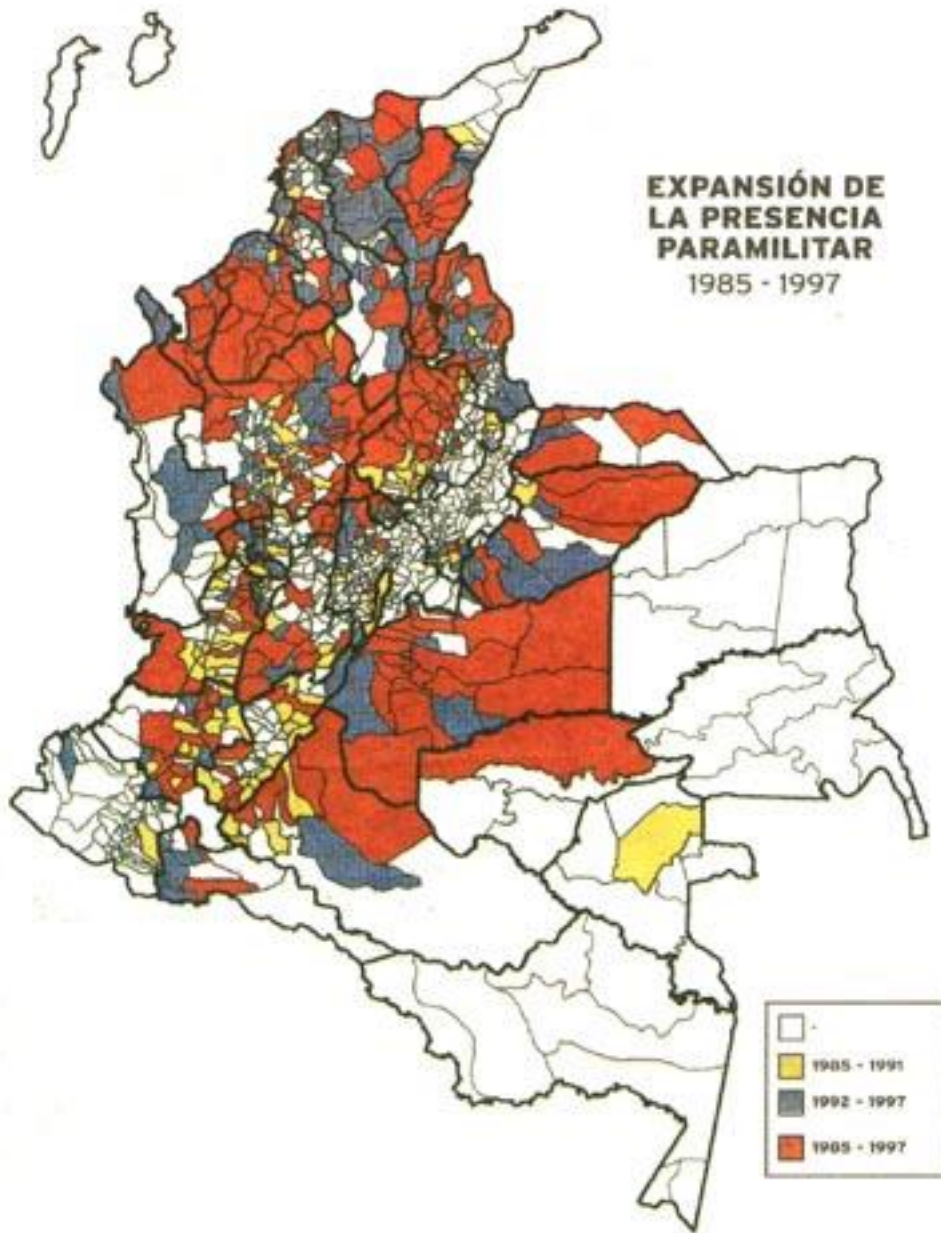 EXPANSIÓN DE
LA PRESENCIA
PARAMILITAR
1985 - 1997
-
1985 - 1991
1992 - 1997
1985 - 1997